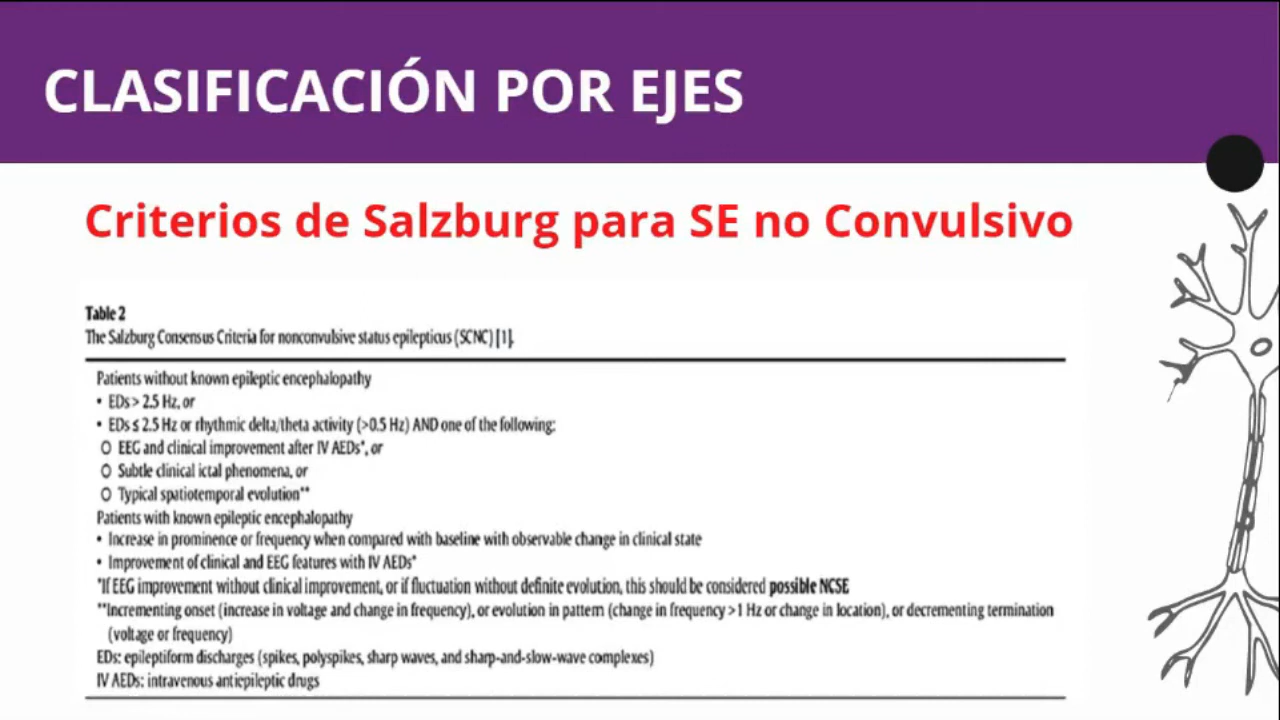 CLASIFICACIÓN POR EJES
Criterios de Salzburg para SE no Convulsivo
Table 2
The Salzburg Consensus Criteria for nonconvulsive status epilepticus (SCNC) [1].
Patients without known epileptic encephalopathy
• EDs > 2.5 Hz, or
• EDs ≤ 2.5 Hz or rhythmic delta/theta activity (>0.5 Hz) AND one of the following:
O EEG and clinical improvement after IV AEDs*, or
O Subtle clinical ictal phenomena, or
O Typical spatiotemporal evolution**
Patients with known epileptic encephalopathy
• Increase in prominence or frequency when compared with baseline with observable change in clinical state
• Improvement of clinical and EEG features with IV AEDs*
*If EEG improvement without clinical improvement, or if fluctuation without definite evolution, this should be considered possible NCSE
**Incrementing onset (increase in voltage and change in frequency), or evolution in pattern (change in frequency >1 Hz or change in location), or decrementing termination
(voltage or frequency)
EDs: epileptiform discharges (spikes, polyspikes, sharp waves, and sharp-and-slow-wave complexes)
IV AEDs: intravenous antiepileptic drugs